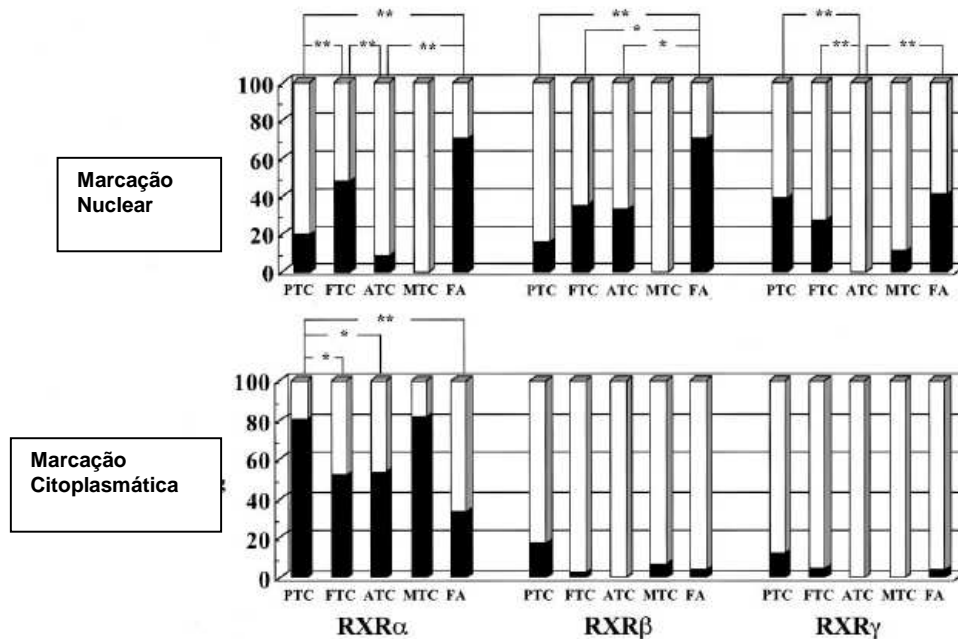 ** ** **
** ** ** * * ** **
Marcação
Nuclear
100
80
60
40
20
0
PTC FTC ATC MTC FA PTC FTC ATC MTC FA PTC FTC ATC MTC FA
**
*
*
Marcação
Citoplasmática
100
80
60
40
20
0
PTC FTC ATC MTC FA PTC FTC ATC MTC FA PTC FTC ATC MTC FA
RXRα RXRβ RXRγ